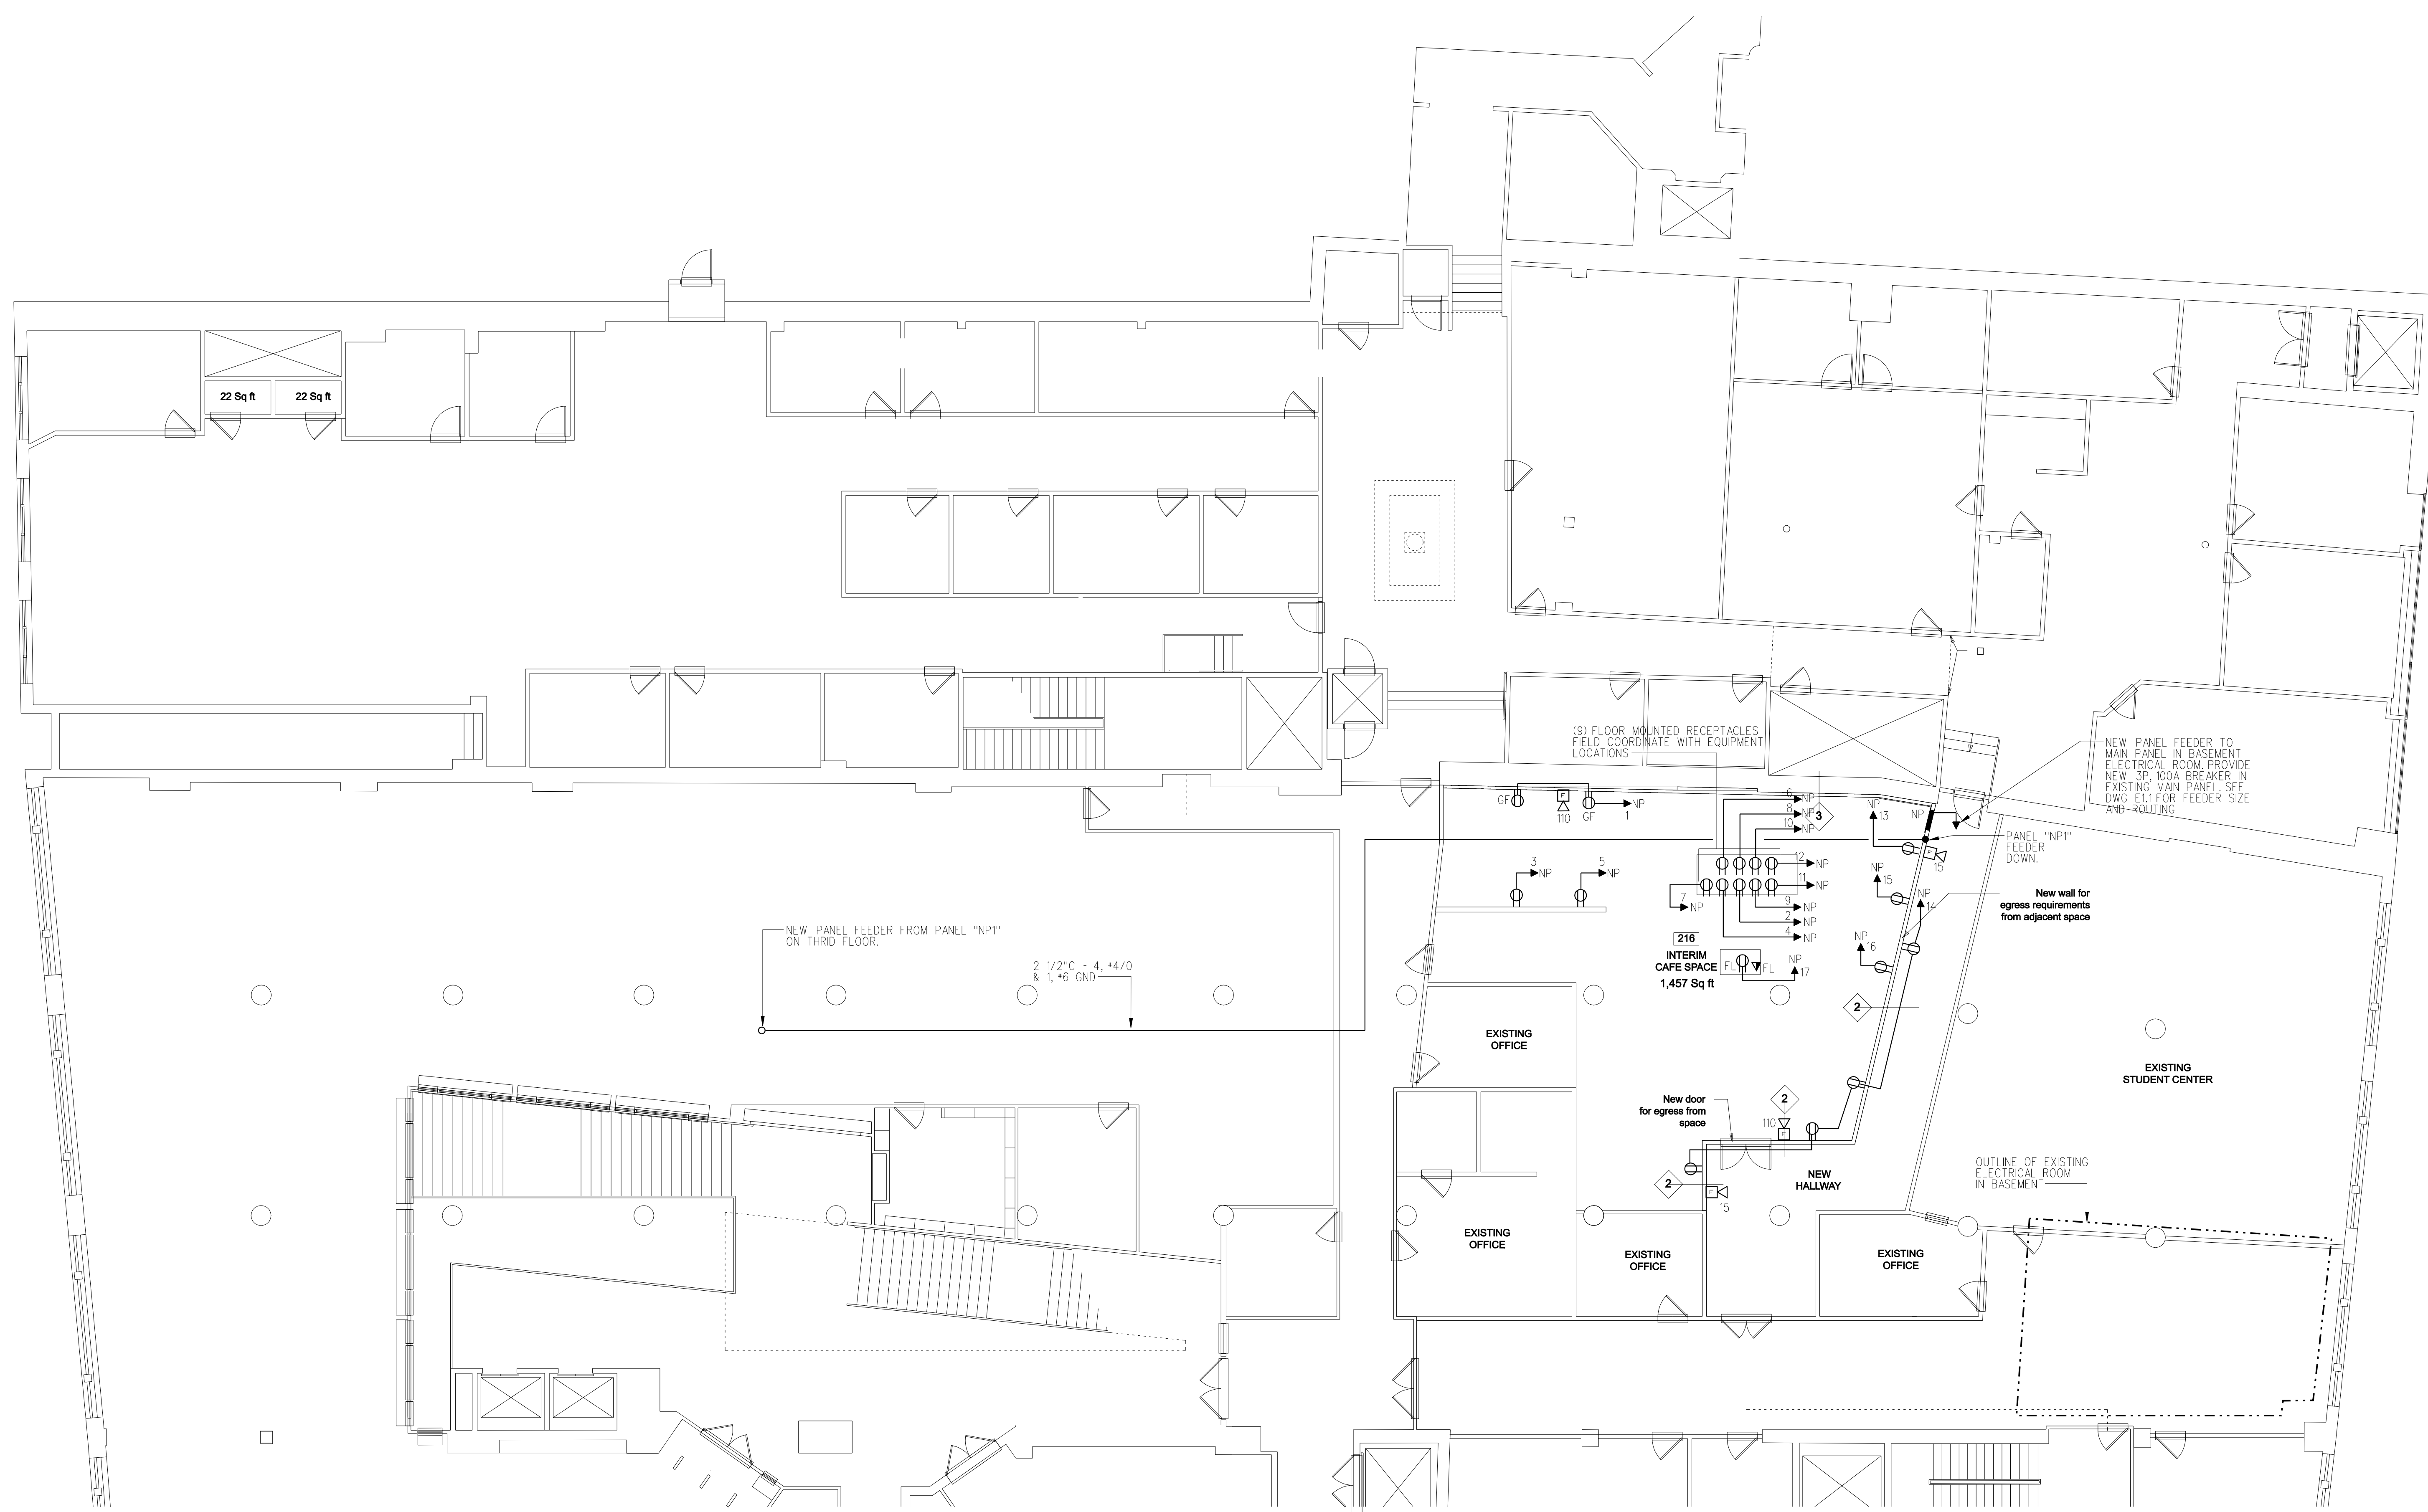 22 Sq ft
22 Sq ft
(9) FLOOR MOUNTED RECEPTACLES
FIELD COORDINATE WITH EQUIPMENT
LOCATIONS
NEW PANEL FEEDER TO
MAIN PANEL IN BASEMENT
ELECTRICAL ROOM. PROVIDE
NEW 3P, 100A BREAKER IN
EXISTING MAIN PANEL. SEE
DWG E1.1 FOR FEEDER SIZE
AND ROUTING
GF
F
110
GF
NP
1
6
NP
8
NP
10
NP
3
NP
13
NP
PANEL "NP1"
FEEDER
DOWN.
F
15
3
NP
5
NP
12
NP
11
NP
7
NP
9
NP
2
NP
4
NP
NP
15
NP
14
New wall for
egress requirements
from adjacent space
NEW PANEL FEEDER FROM PANEL "NP1"
ON THRID FLOOR.
2 1/2"C - 4, #4/0
& 1, #6 GND
216
INTERIM
CAFE SPACE
1,457 Sq ft
FL
FL
NP
17
NP
16
2
EXISTING
OFFICE
EXISTING
STUDENT CENTER
New door
for egress from
space
2
110
F
2
F
15
NEW
HALLWAY
OUTLINE OF EXISTING
ELECTRICAL ROOM
IN BASEMENT
EXISTING
OFFICE
EXISTING
OFFICE
EXISTING
OFFICE